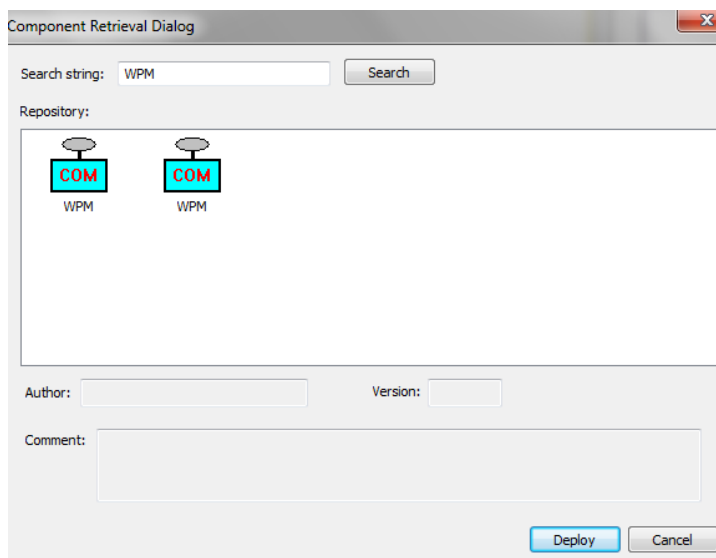 Component Retrieval Dialog
X
Search string: WPM Search
Repository:
COM COM
WPM WPM
Author: Version:
Comment:
Deploy Cancel